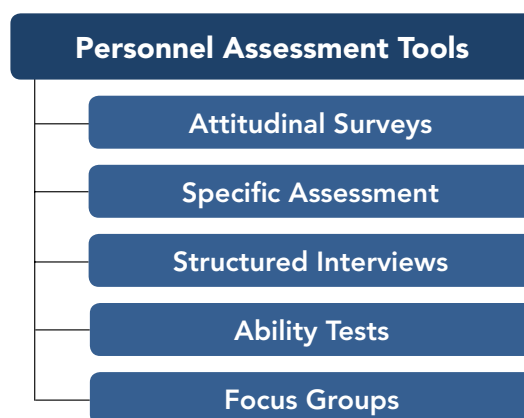 Personnel Assessment Tools
Attitudinal Surveys
Specific Assessment
Structured Interviews
Ability Tests
Focus Groups